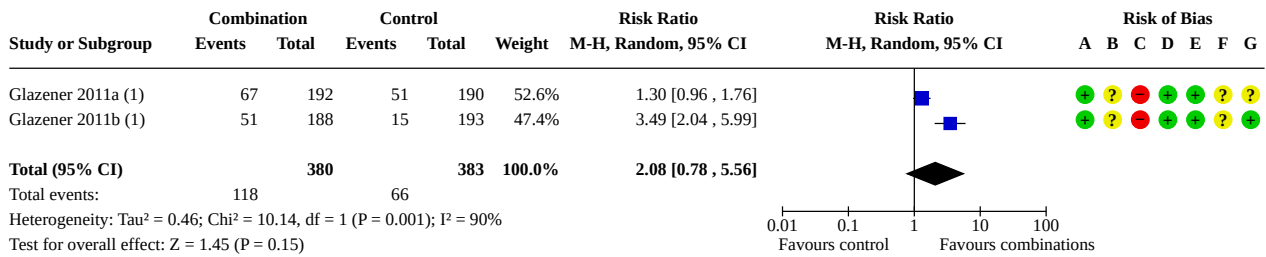 Combination Control Risk Ratio Risk Ratio Risk of Bias
Study or Subgroup Events Total Events Total Weight M-H, Random, 95% CI M-H, Random, 95% CI A B C D E F G
Glazener 2011a (1) 67 192 51 190 52.6% 1.30 [0.96 , 1.76] + ? − + + ? ?
Glazener 2011b (1) 51 188 15 193 47.4% 3.49 [2.04 , 5.99] + ? − + + ? +
Total (95% CI) 380 383 100.0% 2.08 [0.78 , 5.56]
Total events: 118 66
Heterogeneity: Tau² = 0.46; Chi² = 10.14, df = 1 (P = 0.001); I² = 90%
0.01 0.1 1 10 100
Test for overall effect: Z = 1.45 (P = 0.15) Favours control Favours combinations